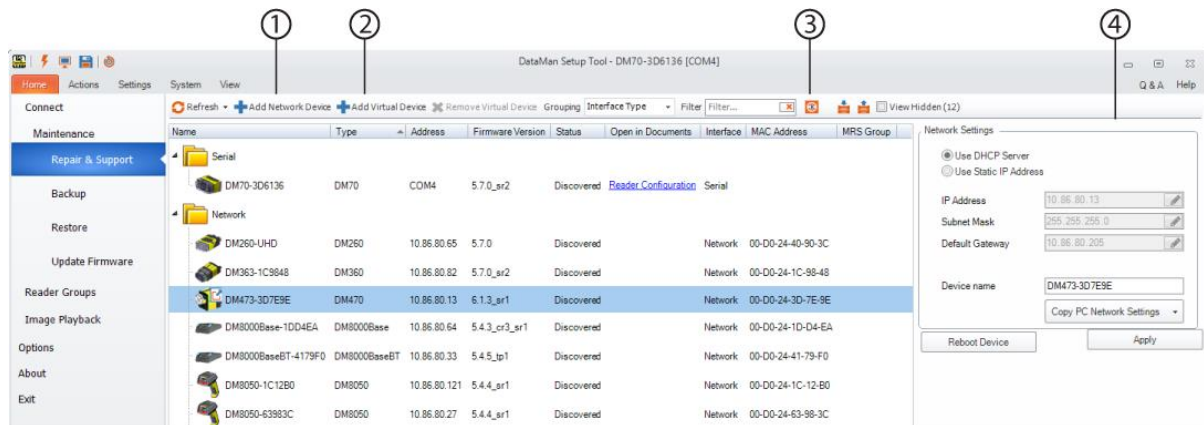 1 2 3 4
DataMan Setup Tool - DM70-3D6136 [COM4]
Home Actions Settings System View Q & A Help
Connect
Maintenance
Repair & Support
Backup
Restore
Update Firmware
Reader Groups
Image Playback
Options
About
Exit
Refresh Add Network Device Add Virtual Device Remove Virtual Device Grouping Interface Type Filter Filter... View Hidden (12)
Name Type Address Firmware Version Status Open in Documents Interface MAC Address MRS Group
Serial
DM70-3D6136 DM70 COM4 5.7.0_sr2 Discovered Reader Configuration Serial
Network
DM260-UHD DM260 10.86.80.65 5.7.0 Discovered Network 00-D0-24-40-90-3C
DM363-1C9848 DM360 10.86.80.82 5.7.0_sr2 Discovered Network 00-D0-24-1C-98-48
DM473-3D7E9E DM470 10.86.80.13 6.1.3_sr1 Discovered Network 00-D0-24-3D-7E-9E
DM8000Base-1DD4EA DM8000Base 10.86.80.64 5.4.3_cr3_sr1 Discovered Network 00-D0-24-1D-D4-EA
DM8000BaseBT-4179F0 DM8000BaseBT 10.86.80.33 5.4.5_tp1 Discovered Network 00-D0-24-41-79-F0
DM8050-1C12B0 DM8050 10.86.80.121 5.4.4_sr1 Discovered Network 00-D0-24-1C-12-B0
DM8050-63983C DM8050 10.86.80.27 5.4.4_sr1 Discovered Network 00-D0-24-63-98-3C
Network Settings
Use DHCP Server
Use Static IP Address
IP Address 10.86.80.13
Subnet Mask 255.255.255.0
Default Gateway 10.86.80.205
Device name DM473-3D7E9E
Copy PC Network Settings
Reboot Device Apply